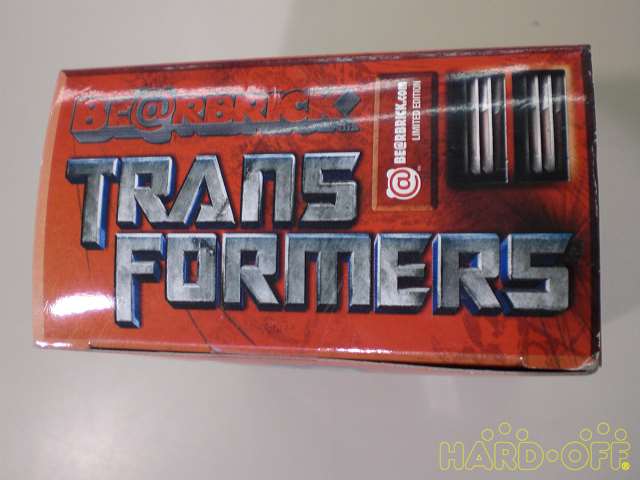 BE@RBRICK
TRANS
FORMERS
@
BE@RBRICK.com
LIMITED EDITION
HARD-OFF®